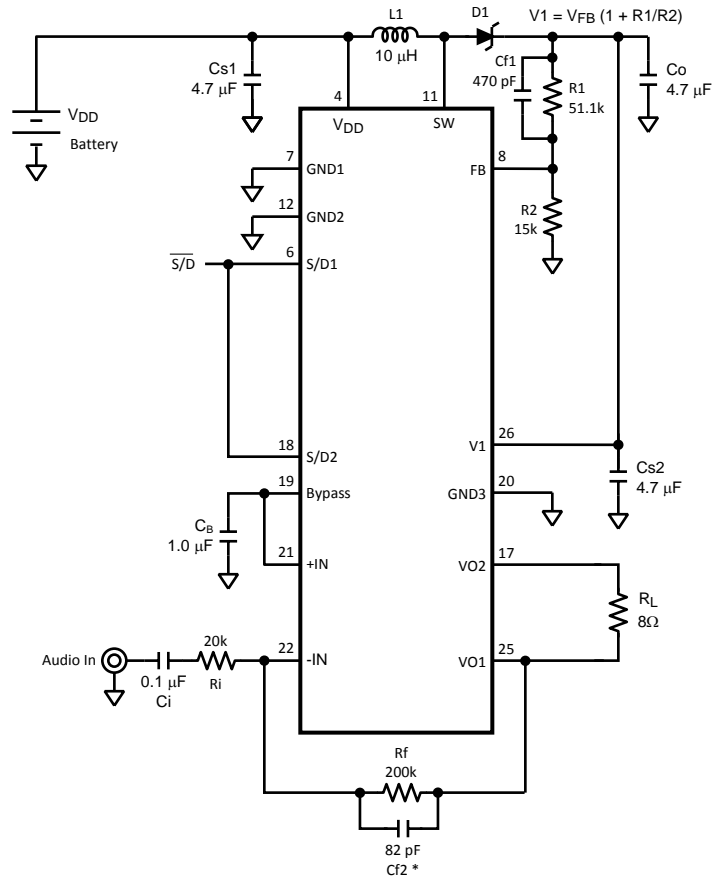 L1
10 μH
D1
V1 = VFB (1 + R1/R2)
Cs1
4.7 μF
Cf1
470 pF
R1
51.1k
Co
4.7 μF
VDD
Battery
4
VDD
11
SW
7
GND1
8
FB
12
GND2
R2
15k
S/D
6
S/D1
18
S/D2
26
V1
Cs2
4.7 μF
19
Bypass
20
GND3
CB
1.0 μF
21
+IN
17
VO2
RL
8Ω
Audio In
0.1 μF
Ci
20k
Ri
22
-IN
25
VO1
Rf
200k
82 pF
Cf2 *